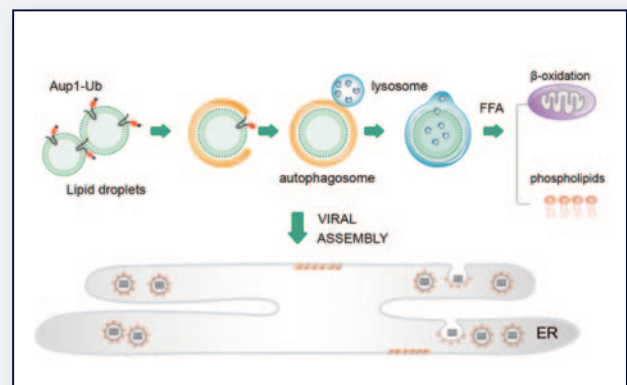 Aup1-Ub
lysosome
β-oxidation
FFA
Lipid droplets
autophagosome
phospholipids
VIRAL
ASSEMBLY
ER